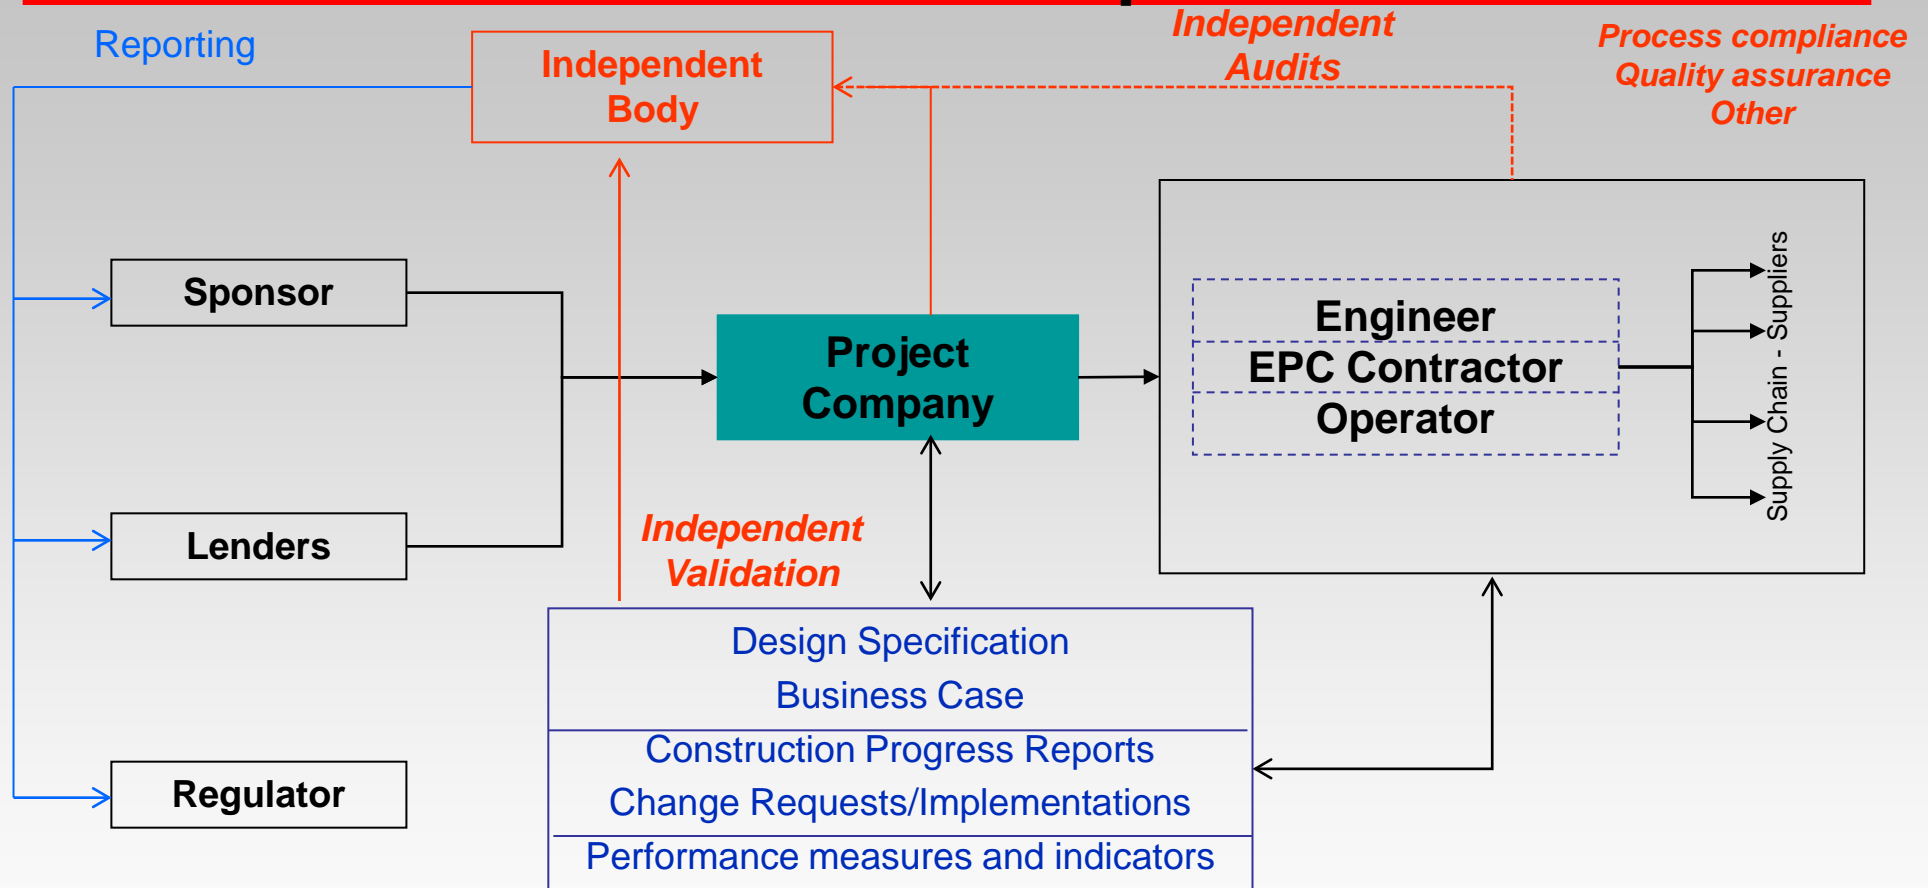 Reporting
Independent
Body
Independent
Audits
Process compliance
Quality assurance
Other
Sponsor
Lenders
Regulator
Project
Company
Engineer
EPC Contractor
Operator
Supply Chain - Suppliers
Independent
Validation
Design Specification
Business Case
Construction Progress Reports
Change Requests/Implementations
Performance measures and indicators